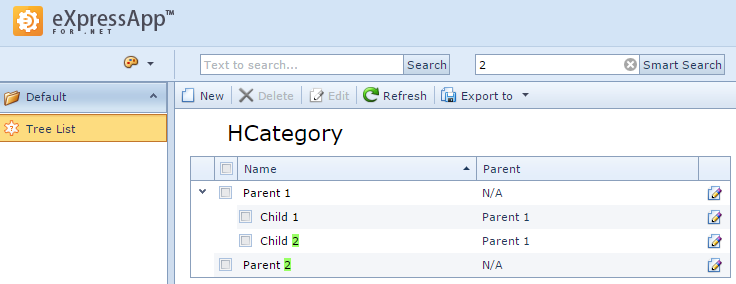 eXpressApp™
FOR .NET
Text to search... Search 2 Smart Search
Default
New Delete Edit Refresh Export to
Tree List
HCategory
Name Parent
Parent 1 N/A
Child 1 Parent 1
Child 2 Parent 1
Parent 2 N/A